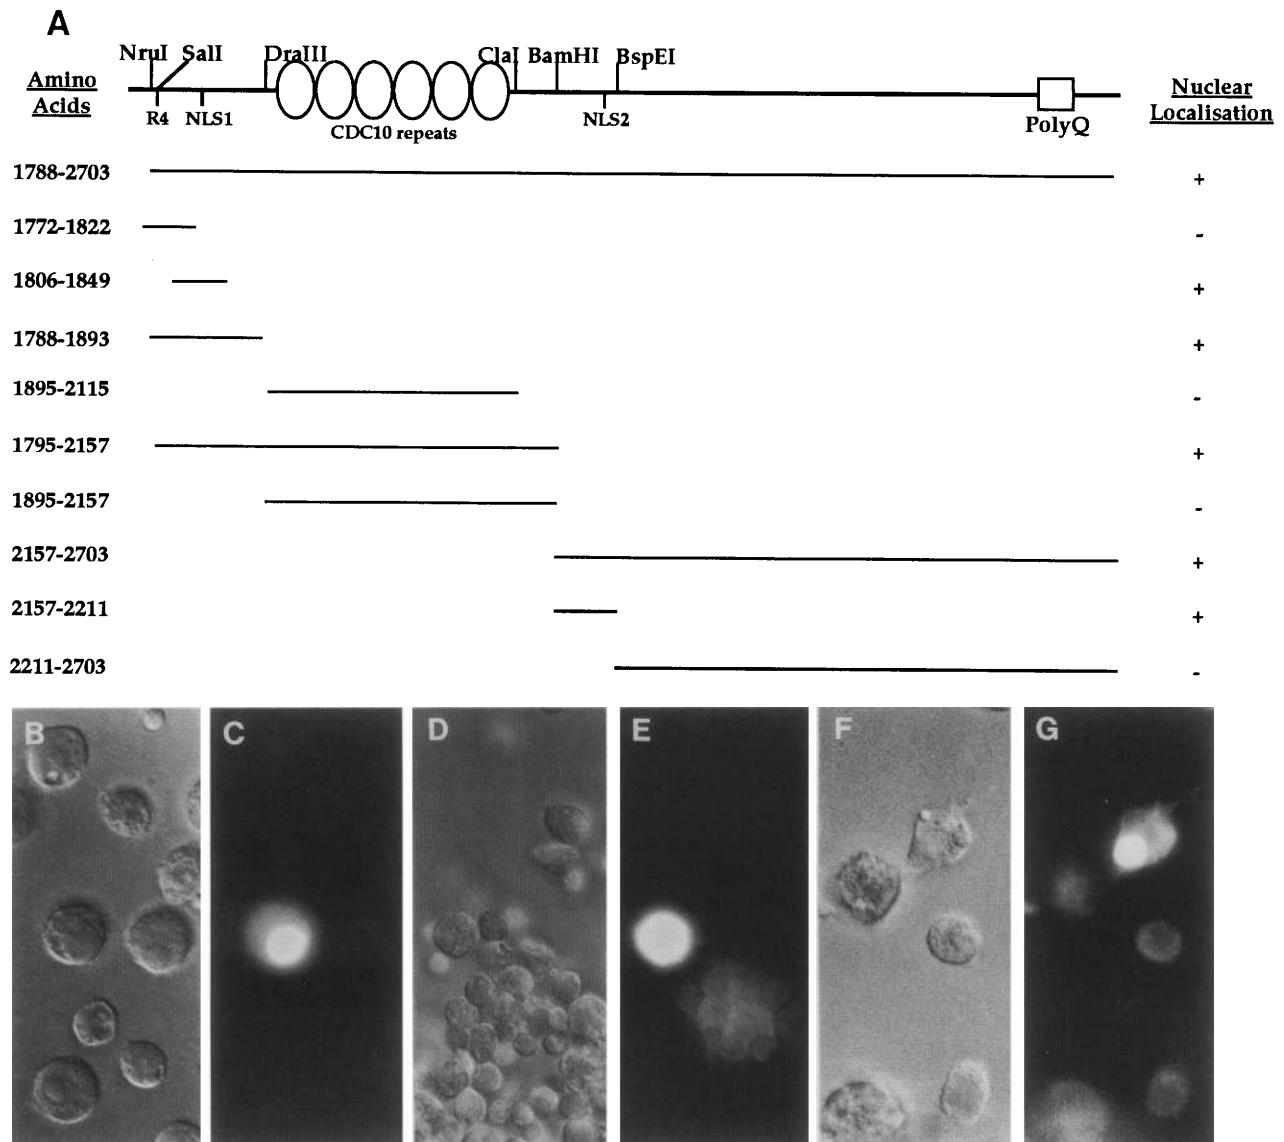 A
NruI SalI DraIII ClaI BamHI BspEI
Amino Acids
Nuclear Localisation
R4 NLS1 CDC10 repeats NLS2 PolyQ
1788-2703 +
1772-1822 -
1806-1849 +
1788-1893 +
1895-2115 -
1795-2157 +
1895-2157 -
2157-2703 +
2157-2211 +
2211-2703 -
B C D E F G